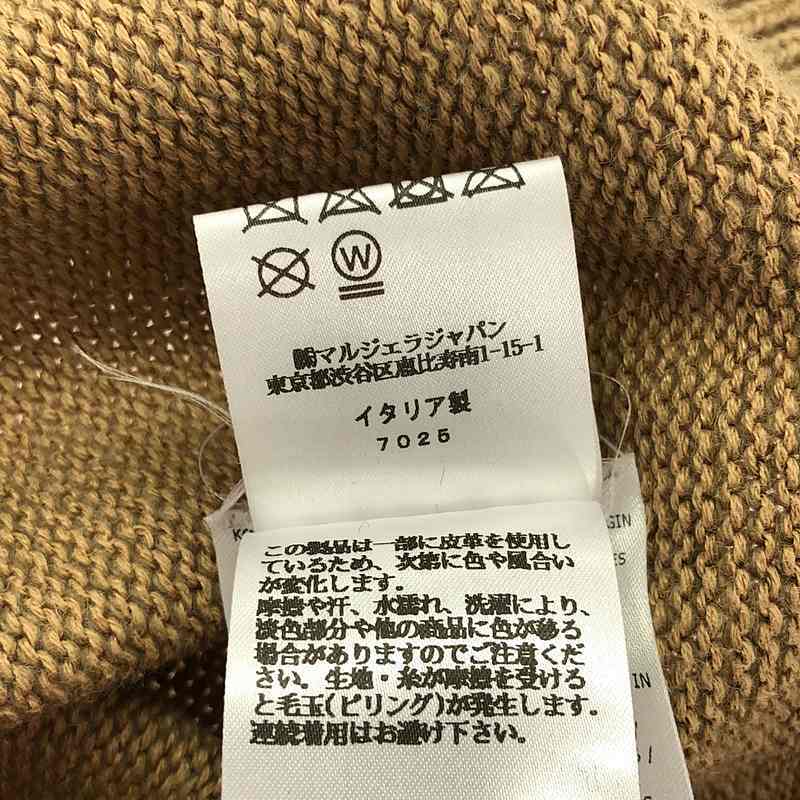 W
㈱マルジェラジャパン
東京都渋谷区恵比寿南1-15-1
イタリア製
7025
この製品は一部に皮革を使用し
ているため、次第に色や風合い
が変化します。
摩擦や汗、水濡れ、洗濯により、
淡色部分や他の商品に色が移る
場合がありますのでご注意くだ
さい。生地・糸が摩擦を受ける
と毛玉(ピリング)が発生します。
連続着用はお避け下さい。
GIN
ES
IN